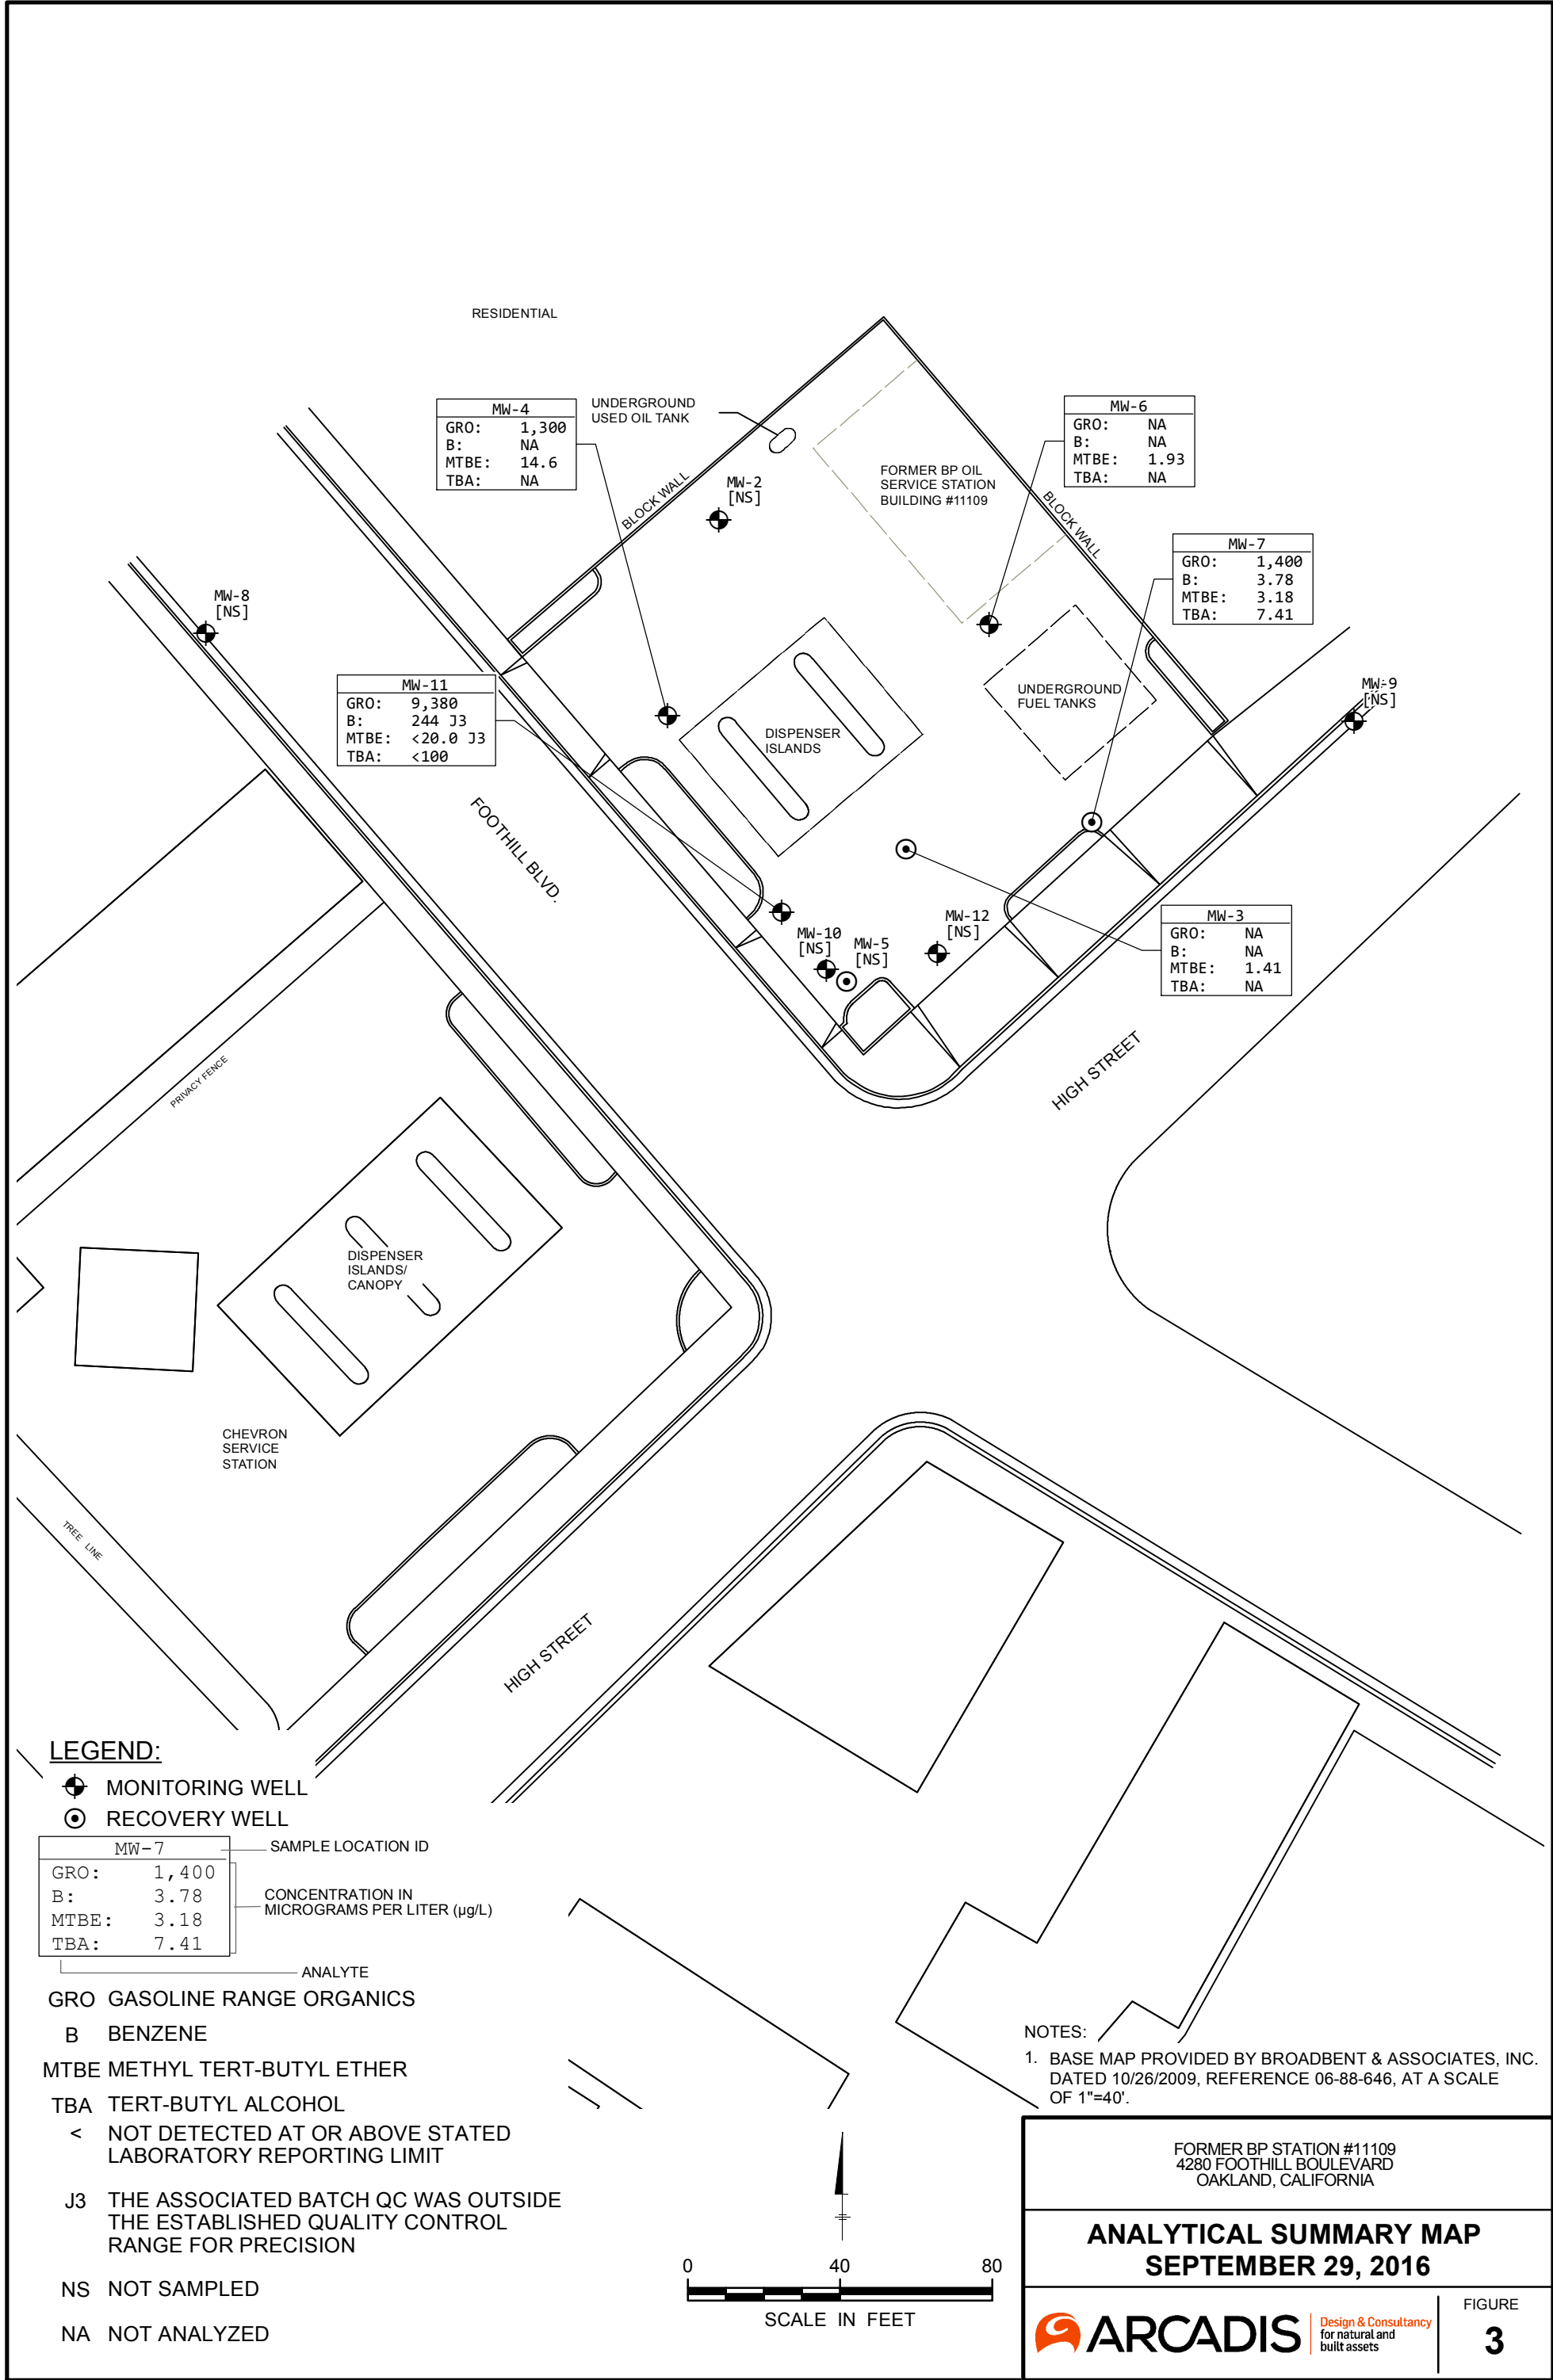 RESIDENTIAL
MW-4
GRO: 1,300
B: NA
MTBE: 14.6
TBA: NA
UNDERGROUND
USED OIL TANK
BLOCK WALL
MW-2
[NS]
FORMER BP OIL
SERVICE STATION
BUILDING #11109
BLOCK WALL
MW-6
GRO: NA
B: NA
MTBE: 1.93
TBA: NA
MW-7
GRO: 1,400
B: 3.78
MTBE: 3.18
TBA: 7.41
MW-8
[NS]
MW-11
GRO: 9,380
B: 244 J3
MTBE: <20.0 J3
TBA: <100
DISPENSER
ISLANDS
UNDERGROUND
FUEL TANKS
MW-9
[NS]
FOOTHILL BLVD.
MW-10
[NS]
MW-5
[NS]
MW-12
[NS]
MW-3
GRO: NA
B: NA
MTBE: 1.41
TBA: NA
HIGH STREET
PRIVACY FENCE
DISPENSER
ISLANDS/
CANOPY
CHEVRON
SERVICE
STATION
TREE LINE
HIGH STREET
LEGEND:
MONITORING WELL
RECOVERY WELL
MW-7
GRO: 1,400
B: 3.78
MTBE: 3.18
TBA: 7.41
SAMPLE LOCATION ID
CONCENTRATION IN
MICROGRAMS PER LITER (µg/L)
ANALYTE
GRO GASOLINE RANGE ORGANICS
B BENZENE
MTBE METHYL TERT-BUTYL ETHER
TBA TERT-BUTYL ALCOHOL
< NOT DETECTED AT OR ABOVE STATED
LABORATORY REPORTING LIMIT
J3 THE ASSOCIATED BATCH QC WAS OUTSIDE
THE ESTABLISHED QUALITY CONTROL
RANGE FOR PRECISION
NS NOT SAMPLED
NA NOT ANALYZED
0 40 80
SCALE IN FEET
NOTES:
1. BASE MAP PROVIDED BY BROADBENT & ASSOCIATES, INC.
DATED 10/26/2009, REFERENCE 06-88-646, AT A SCALE
OF 1"=40'.
FORMER BP STATION #11109
4280 FOOTHILL BOULEVARD
OAKLAND, CALIFORNIA
ANALYTICAL SUMMARY MAP
SEPTEMBER 29, 2016
ARCADIS
Design & Consultancy
for natural and
built assets
FIGURE
3